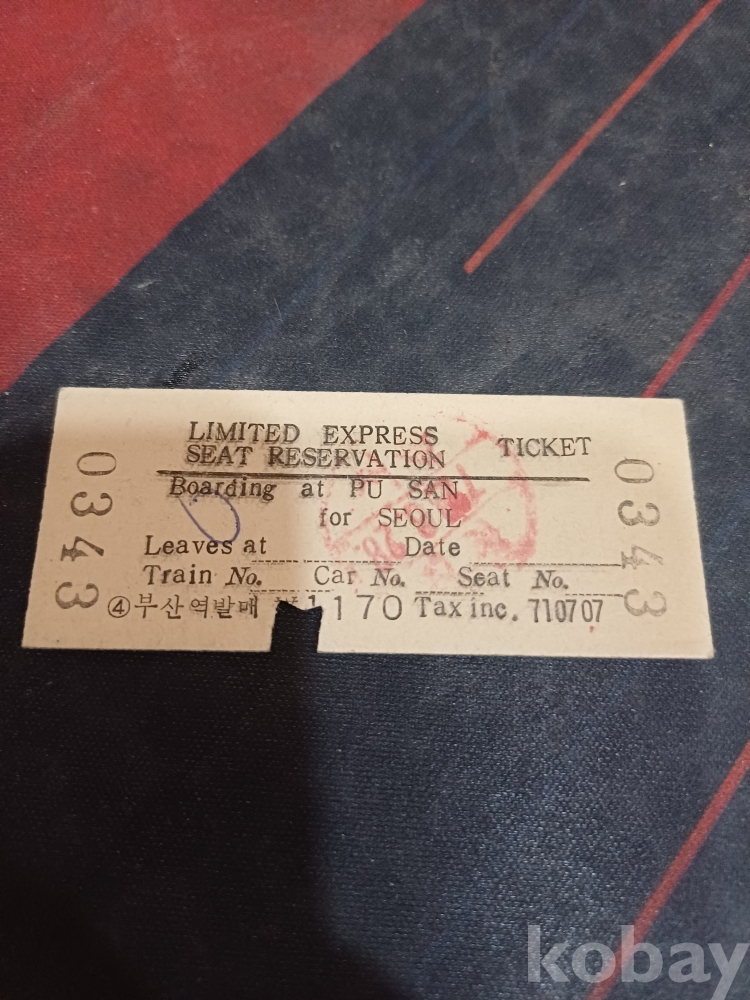 LIMITED EXPRESS
SEAT RESERVATION TICKET
Boarding at PU SAN
for SEOUL
Leaves at Date
Train No. Car No. Seat No.
④부산역발매 1170 Tax inc. 710707
0343
0343
kobay